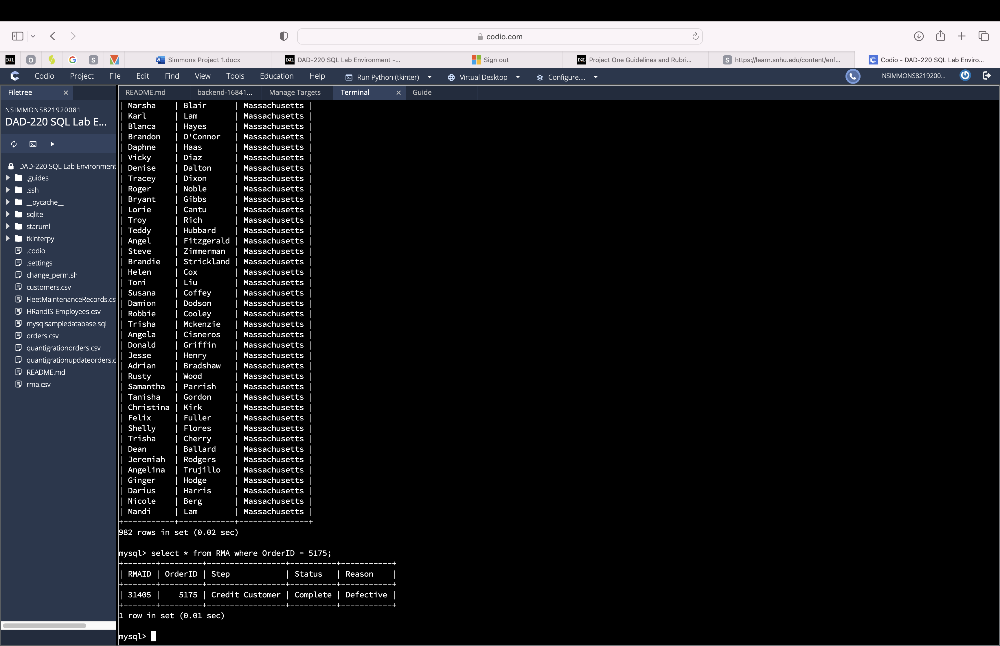 codio.com
D2L
O
G
S
Simmons Project 1.docx
D2L DAD-220 SQL Lab Environment -...
Sign out
D2L Project One Guidelines and Rubri...
S https://learn.snhu.edu/content/enf...
Codio - DAD-220 SQL Lab Enviro...
Codio Project File Edit Find View Tools Education Help Run Python (tkinter) Virtual Desktop Configure.... NSIMMONS8219200...
Filetree
README.md backend-16841... Manage Targets Terminal Guide
NSIMMONS821920081
DAD-220 SQL Lab E...
DAD-220 SQL Lab Environment
.guides
.ssh
__pycache__
sqlite
staruml
tkinterpy
.codio
.settings
change_perm.sh
customers.csv
FleetMaintenanceRecords.cs
HRandIS-Employees.csv
mysqlsampledatabase.sql
orders.csv
quantigrationorders.csv
quantigrationupdateorders.c
README.md
rma.csv
| Marsha | Blair | Massachusetts |
| Karl | Lam | Massachusetts |
| Blanca | Hayes | Massachusetts |
| Brandon | O'Connor | Massachusetts |
| Daphne | Haas | Massachusetts |
| Vicky | Diaz | Massachusetts |
| Denise | Dalton | Massachusetts |
| Tracey | Dixon | Massachusetts |
| Roger | Noble | Massachusetts |
| Bryant | Gibbs | Massachusetts |
| Lorie | Cantu | Massachusetts |
| Troy | Rich | Massachusetts |
| Teddy | Hubbard | Massachusetts |
| Angel | Fitzgerald | Massachusetts |
| Steve | Zimmerman | Massachusetts |
| Brandie | Strickland | Massachusetts |
| Helen | Cox | Massachusetts |
| Toni | Liu | Massachusetts |
| Susana | Coffey | Massachusetts |
| Damion | Dodson | Massachusetts |
| Robbie | Cooley | Massachusetts |
| Trisha | Mckenzie | Massachusetts |
| Angela | Cisneros | Massachusetts |
| Donald | Griffin | Massachusetts |
| Jesse | Henry | Massachusetts |
| Adrian | Bradshaw | Massachusetts |
| Rusty | Wood | Massachusetts |
| Samantha | Parrish | Massachusetts |
| Tanisha | Gordon | Massachusetts |
| Christina | Kirk | Massachusetts |
| Felix | Fuller | Massachusetts |
| Shelly | Flores | Massachusetts |
| Trisha | Cherry | Massachusetts |
| Dean | Ballard | Massachusetts |
| Jeremiah | Rodgers | Massachusetts |
| Angelina | Trujillo | Massachusetts |
| Ginger | Hodge | Massachusetts |
| Darius | Harris | Massachusetts |
| Nicole | Berg | Massachusetts |
| Mandi | Lam | Massachusetts |
+-----------+------------+---------------+
982 rows in set (0.02 sec)
mysql> select * from RMA where OrderID = 5175;
+-------+---------+-----------------+----------+-----------+
| RMAID | OrderID | Step | Status | Reason |
+-------+---------+-----------------+----------+-----------+
| 31405 | 5175 | Credit Customer | Complete | Defective |
+-------+---------+-----------------+----------+-----------+
1 row in set (0.01 sec)
mysql>